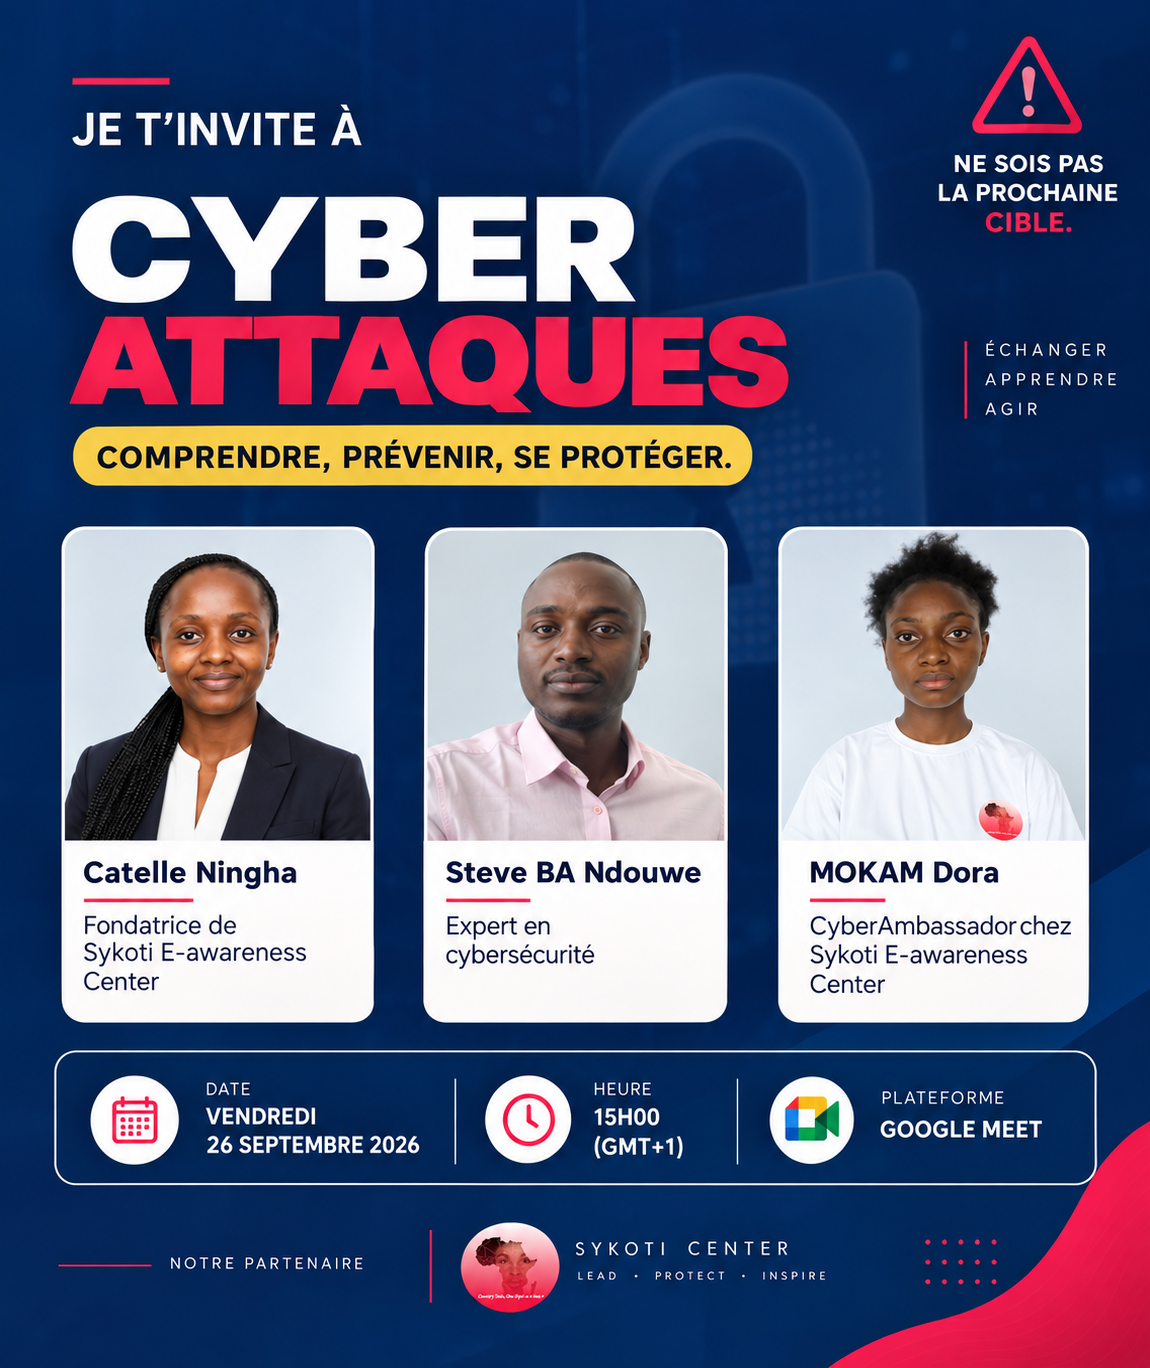 JE T'INVITE À
CYBER
ATTAQUES
COMPRENDRE, PRÉVENIR, SE PROTÉGER.
NE SOIS PAS
LA PROCHAINE
CIBLE.
ÉCHANGER
APPRENDRE
AGIR
Catelle Ningha
Fondatrice de
Sykoti E-awareness
Center
Steve BA Ndouwe
Expert en
cybersécurité
MOKAM Dora
CyberAmbassador chez
Sykoti E-awareness
Center
DATE
VENDREDI
26 SEPTEMBRE 2026
HEURE
15H00
(GMT+1)
PLATEFORME
GOOGLE MEET
NOTRE PARTENAIRE
SYKOTI CENTER
LEAD • PROTECT • INSPIRE